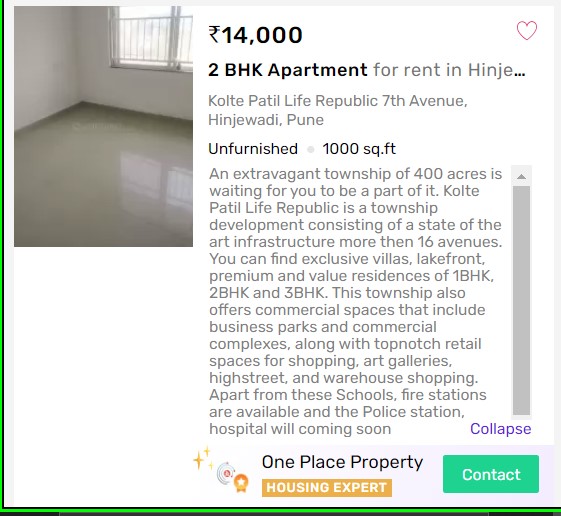 ₹14,000
2 BHK Apartment for rent in Hinje...
Kolte Patil Life Republic 7th Avenue,
Hinjewadi, Pune
Unfurnished 1000 sq.ft
An extravagant township of 400 acres is
waiting for you to be a part of it. Kolte
Patil Life Republic is a township
development consisting of a state of the
art infrastructure more then 16 avenues.
You can find exclusive villas, lakefront,
premium and value residences of 1BHK,
2BHK and 3BHK. This township also
offers commercial spaces that include
business parks and commercial
complexes, along with topnotch retail
spaces for shopping, art galleries,
highstreet, and warehouse shopping.
Apart from these Schools, fire stations
are available and the Police station,
hospital will coming soon
Collapse
One Place Property
HOUSING EXPERT
Contact